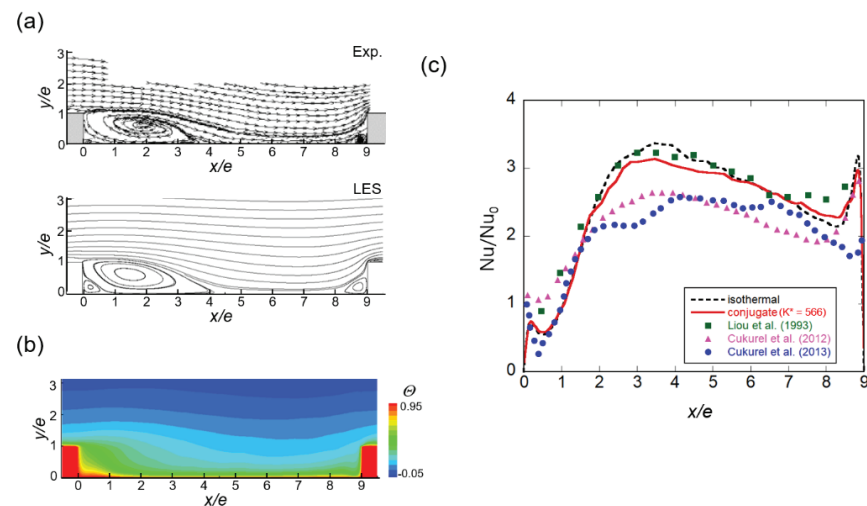 (a)
Exp.
3
2
1
0
y/e
0 1 2 3 4 5 6 7 8 9
x/e
LES
3
2
1
0
y/e
0 1 2 3 4 5 6 7 8 9
x/e
(b)
3
2
1
0
y/e
0 1 2 3 4 5 6 7 8 9
x/e
Θ
0.95
-0.05
(c)
4
3
2
1
0
Nu/Nu₀
isothermal
conjugate (K* = 566)
Liou et al. (1993)
Cukurel et al. (2012)
Cukurel et al. (2013)
0 1 2 3 4 5 6 7 8 9
x/e